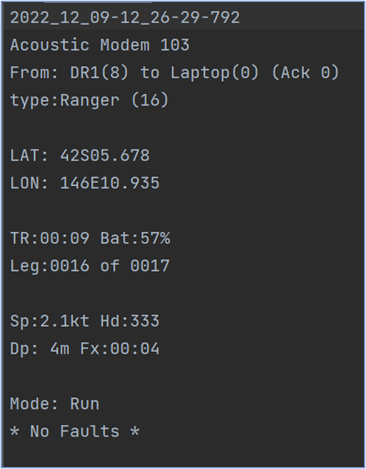 2022_12_09-12_26-29-792
Acoustic Modem 103
From: DR1(8) to Laptop(0) (Ack 0)
type:Ranger (16)
LAT: 42S05.678
LON: 146E10.935
TR:00:09 Bat:57%
Leg:0016 of 0017
Sp:2.1kt Hd:333
Dp: 4m Fx:00:04
Mode: Run
* No Faults *